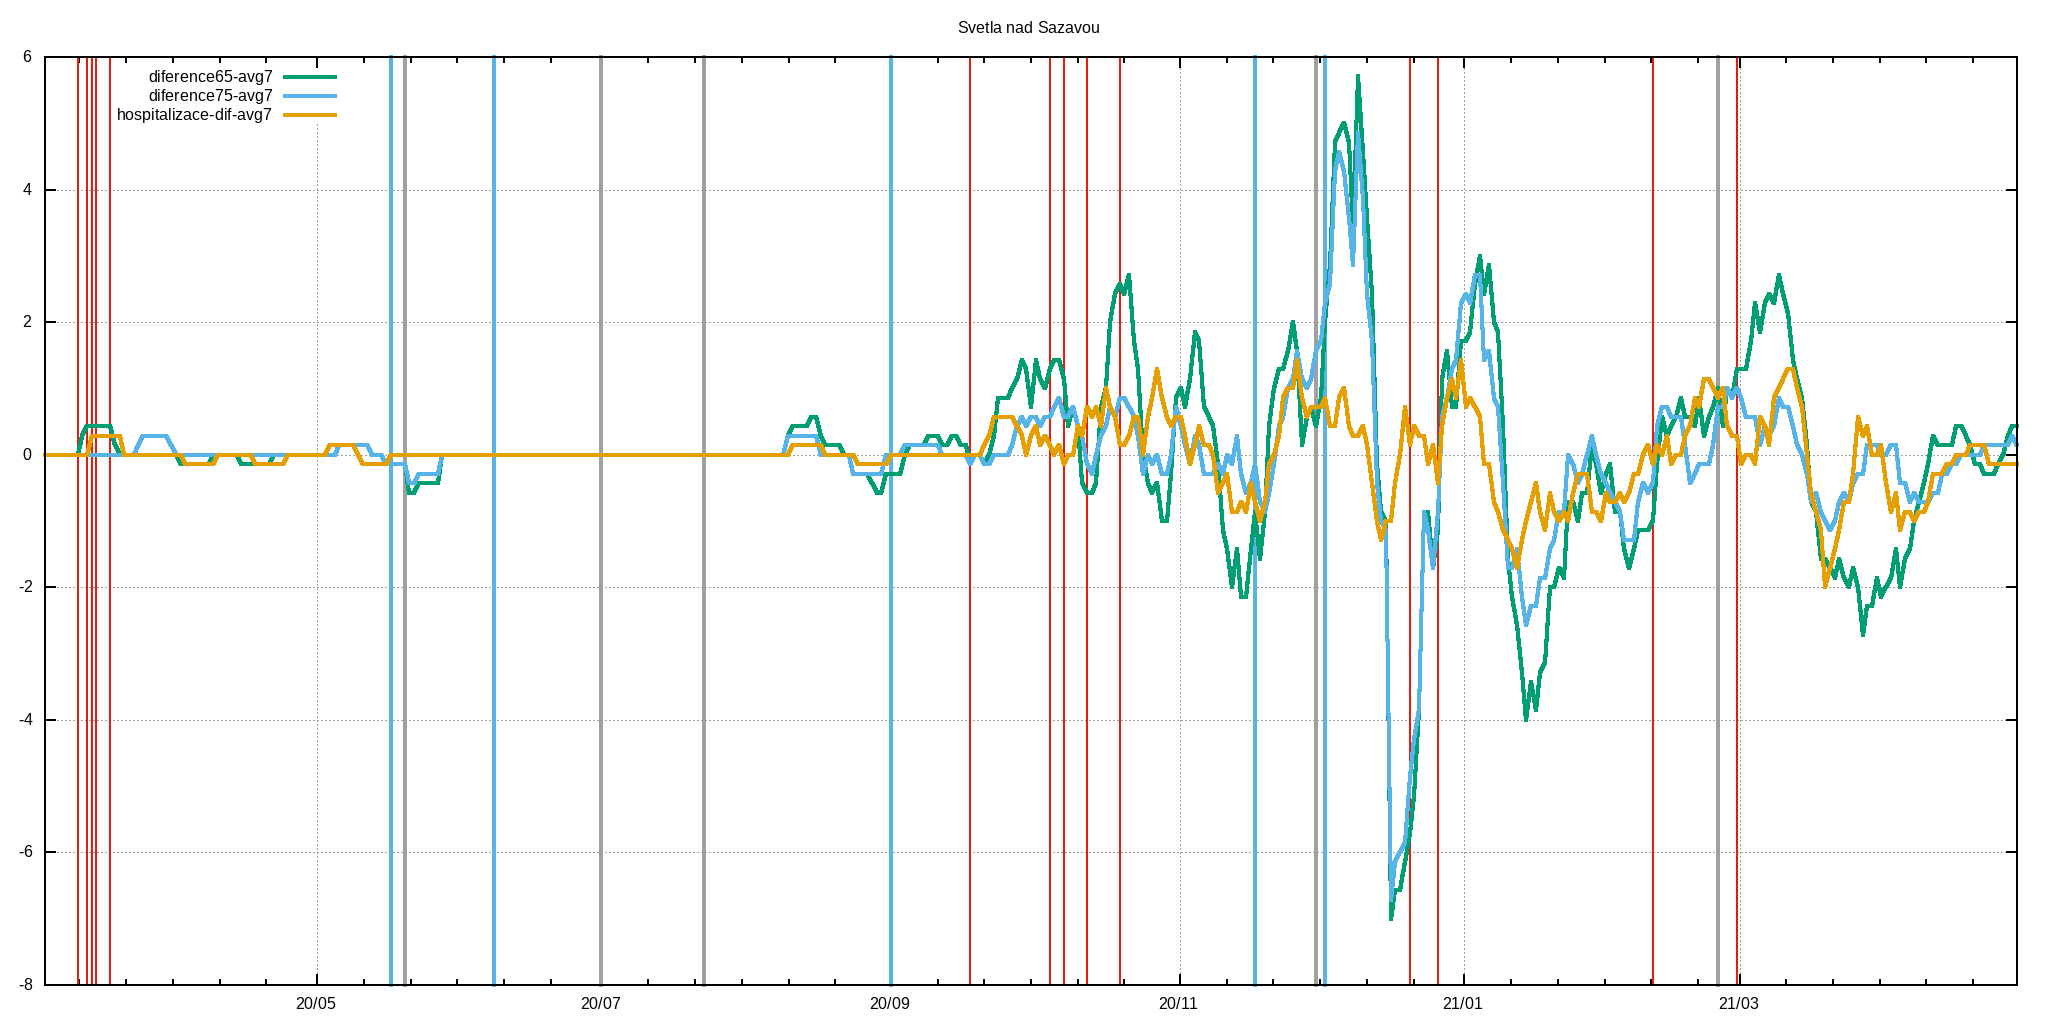 Svetla nad Sazavou
6
diference65-avg7
diference75-avg7
hospitalizace-dif-avg7
4
2
0
-2
-4
-6
-8
20/05 20/07 20/09 20/11 21/01 21/03